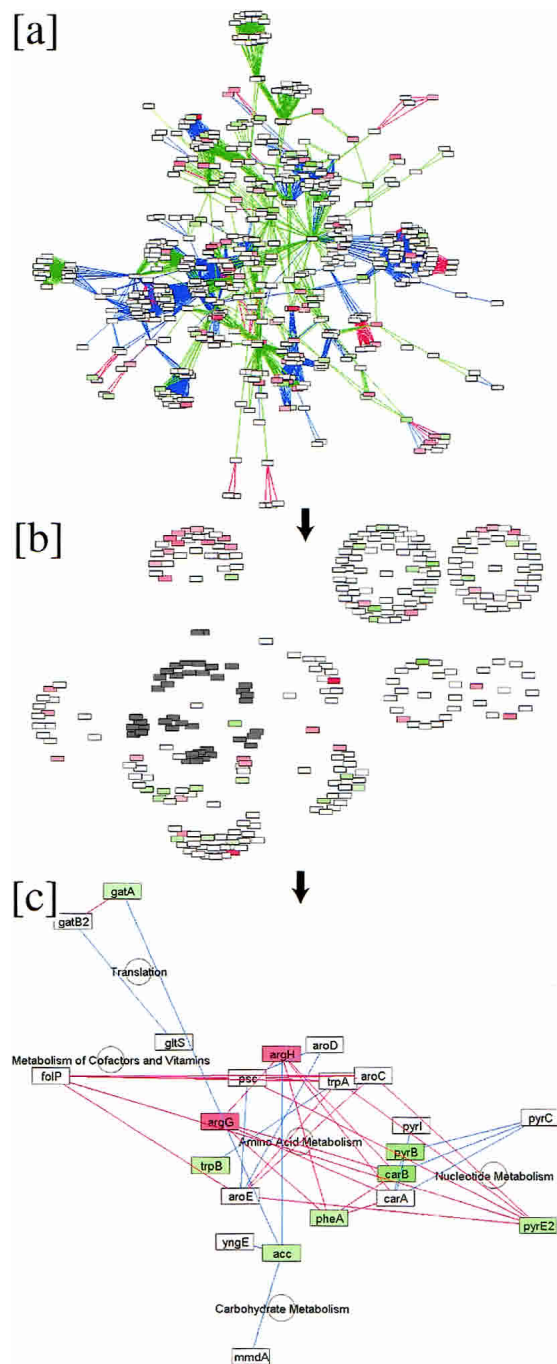 [a]
[b]
[c]
gatA
gatB2
Translation
gltS
aroD
argH
Metabolism of Cofactors and Vitamins
folP
psc
trpA
aroC
argG
pyrI
pyrC
Amino Acid Metabolism
pyrB
trpB
carB
Nucleotide Metabolism
aroE
carA
pheA
pyrE2
yngE
acc
Carbohydrate Metabolism
mmdA